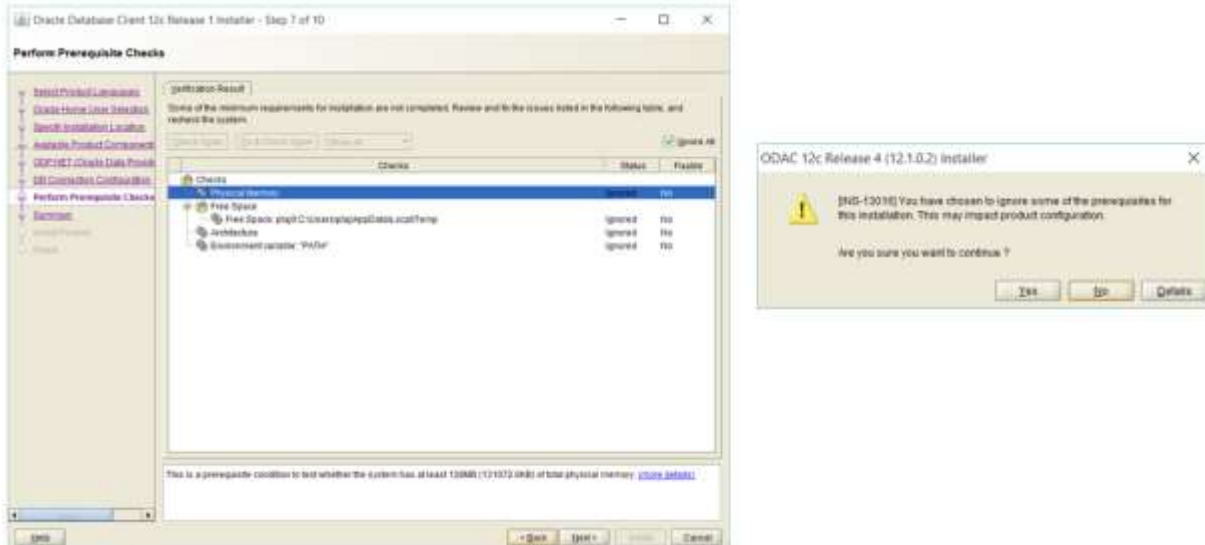 Oracle Database Client 12c Release 1 Installer - Step 7 of 10
Perform Prerequisite Checks
Select Product Languages
Oracle Home User Selection
Specify Installation Location
Available Product Component
ODP.NET (Oracle Data Provide
DB Connection Configuration
Perform Prerequisite Checks
Summary
Verification Result
Some of the minimum requirements for installation are not completed. Review and fix the issues listed in the following table, and
recheck the system.
Ignore All
Checks Status Fixable
Checks
Physical Memory Ignored No
Free Space
Ignored No
Architecture Ignored No
Environment variable: "PATH" Ignored No
This is a prerequisite condition to test whether the system has at least 128MB (131072.0KB) of total physical memory. (more details)
Help
< Back
Next >
Cancel
ODAC 12c Release 4 (12.1.0.2) Installer
[INS-13016] You have chosen to ignore some of the prerequisites for
this installation. This may impact product configuration.
Are you sure you want to continue ?
Yes
No
Details